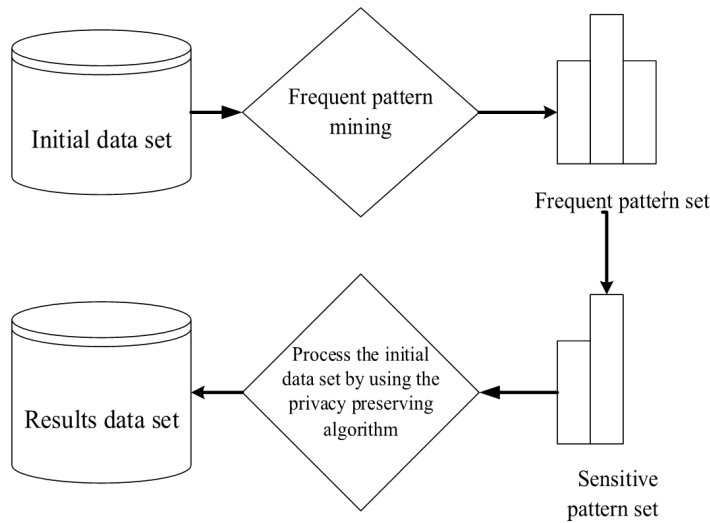 Initial data set
Frequent pattern
mining
Frequent pattern set
Process the initial
data set by using the
privacy preserving
algorithm
Results data set
Sensitive
pattern set